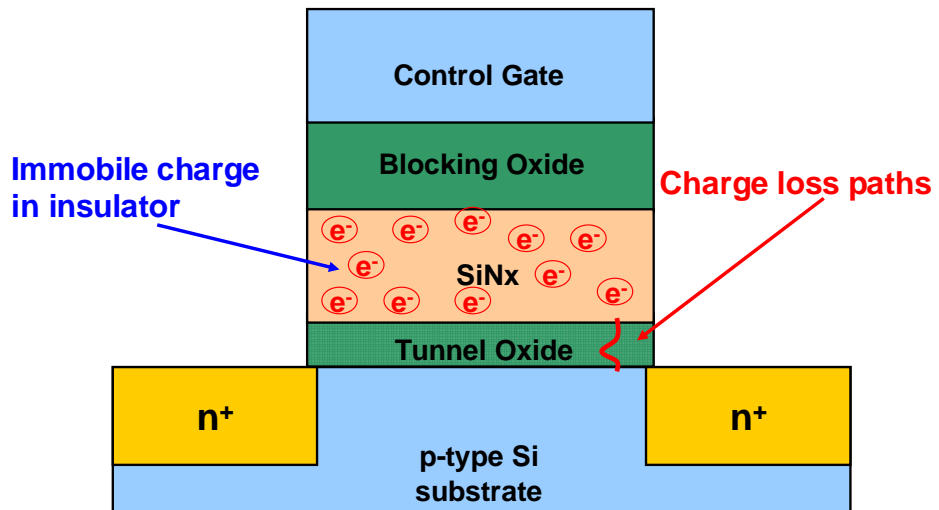 Control Gate
Blocking Oxide
Immobile charge
in insulator
Charge loss paths
e⁻ e⁻ e⁻ e⁻ e⁻
e⁻ SiNx e⁻
e⁻ e⁻ e⁻ e⁻
Tunnel Oxide
n⁺ n⁺
p-type Si
substrate